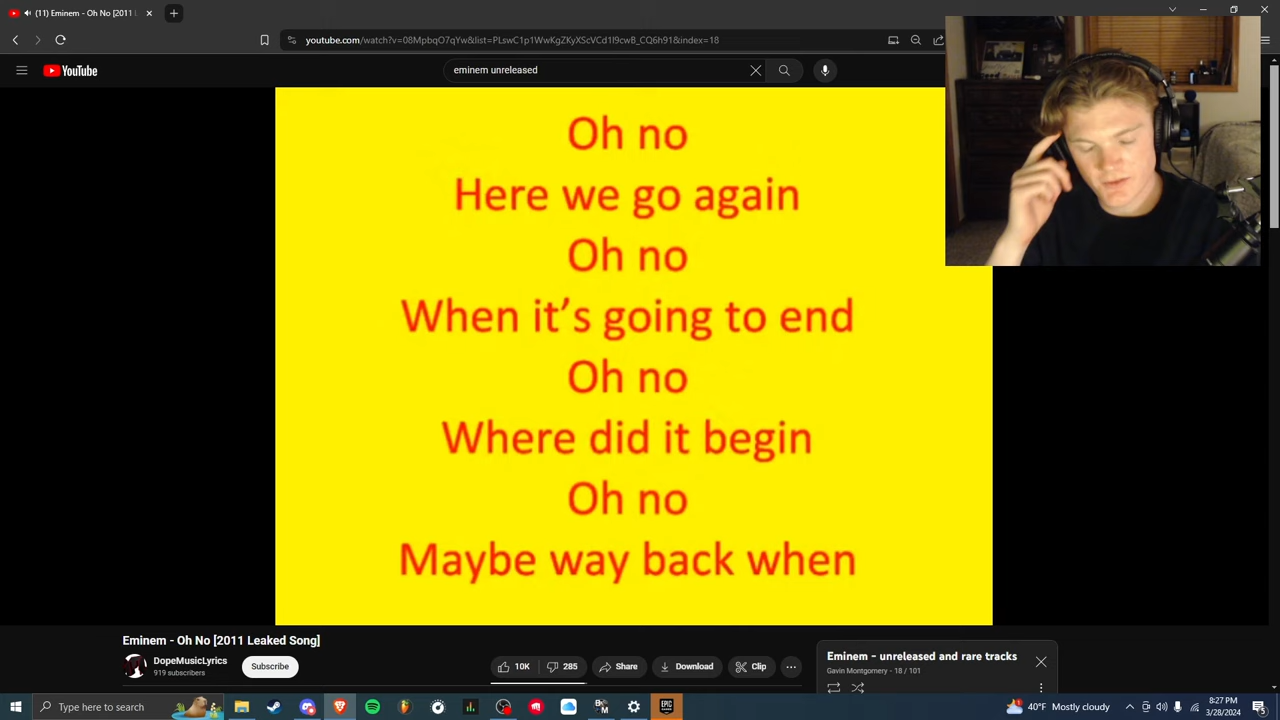 (11) Eminem - Oh No [2011 L
youtube.com/watch?v=08MpbqO7qYw&list=PLswC1p1WwKgZKyXScVCd1I9cwB_CQ6h91&index=18
YouTube
eminem unreleased
Oh no
Here we go again
Oh no
When it's going to end
Oh no
Where did it begin
Oh no
Maybe way back when
Eminem - Oh No [2011 Leaked Song]
DopeMusicLyrics
919 subscribers
Subscribe
10K
285
Share
Download
Clip
Eminem - unreleased and rare tracks
Gavin Montgomery - 18 / 101
Type here to search
EPIC
GAMES
40°F Mostly cloudy
8:27 PM
3/28/2024